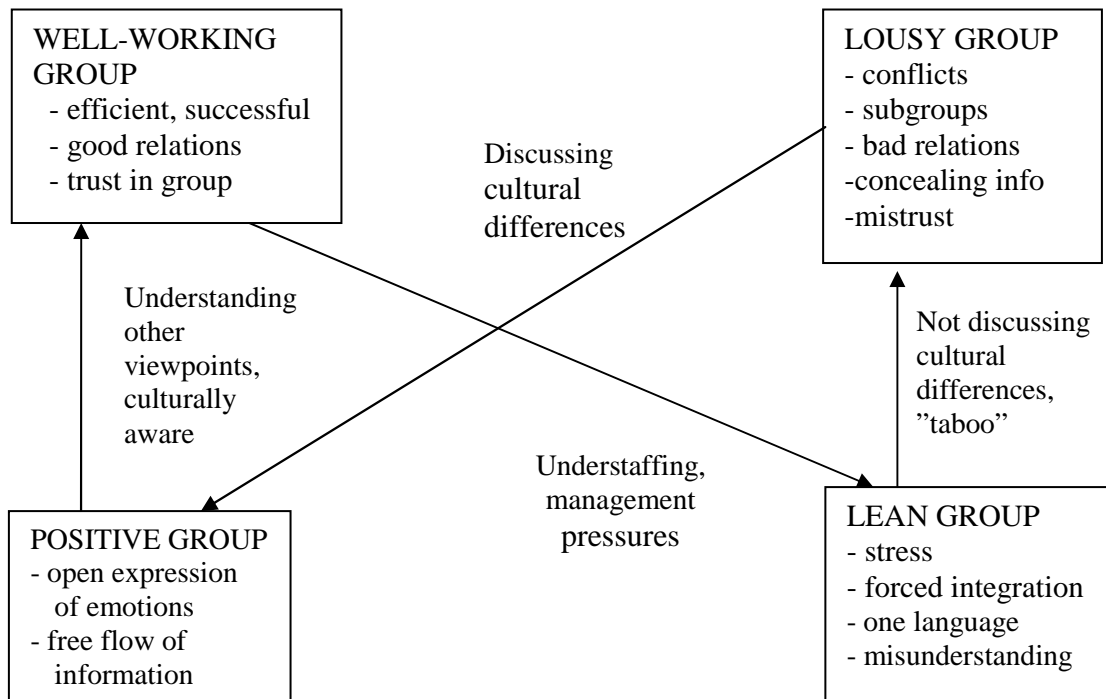 WELL-WORKING
GROUP
- efficient, successful
- good relations
- trust in group
LOUSY GROUP
- conflicts
- subgroups
- bad relations
-concealing info
-mistrust
Discussing
cultural
differences
Understanding
other
viewpoints,
culturally
aware
Not discussing
cultural
differences,
”taboo”
Understaffing,
management
pressures
POSITIVE GROUP
- open expression
of emotions
- free flow of
information
LEAN GROUP
- stress
- forced integration
- one language
- misunderstanding